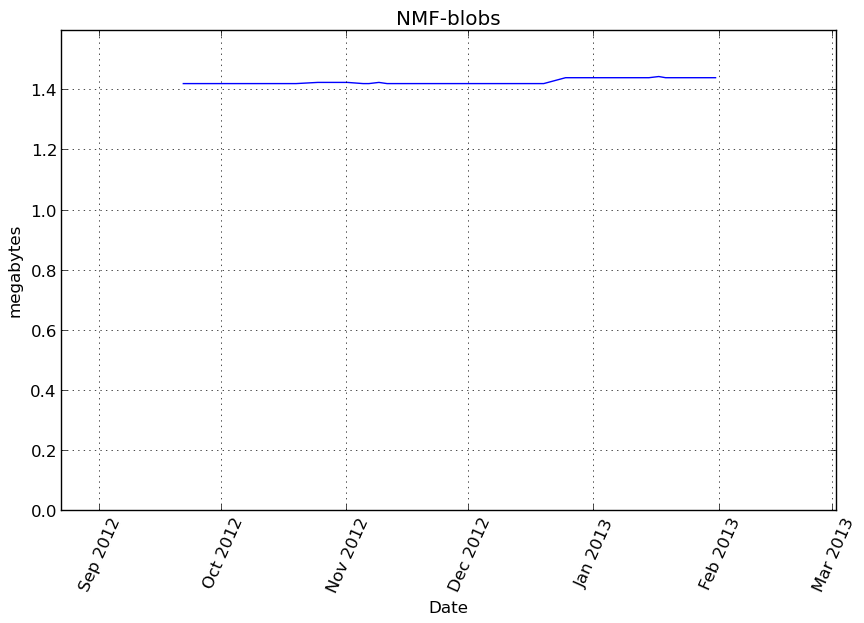 NMF-blobs
megabytes
1.4
1.2
1.0
0.8
0.6
0.4
0.2
0.0
Sep 2012
Oct 2012
Nov 2012
Dec 2012
Jan 2013
Feb 2013
Mar 2013
Date